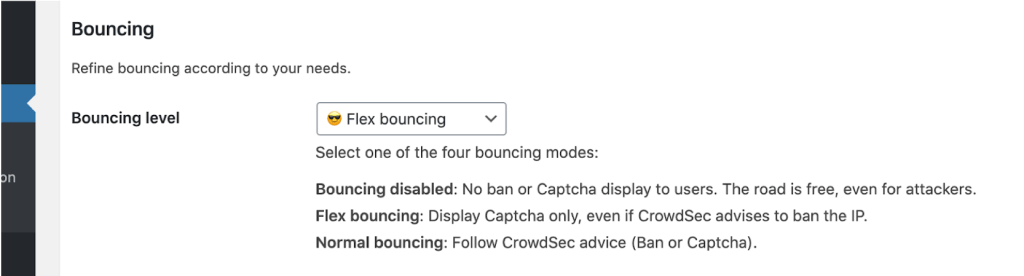 Bouncing
Refine bouncing according to your needs.
Bouncing level
😎 Flex bouncing
Select one of the four bouncing modes:
Bouncing disabled: No ban or Captcha display to users. The road is free, even for attackers.
on
Flex bouncing: Display Captcha only, even if CrowdSec advises to ban the IP.
Normal bouncing: Follow CrowdSec advice (Ban or Captcha).